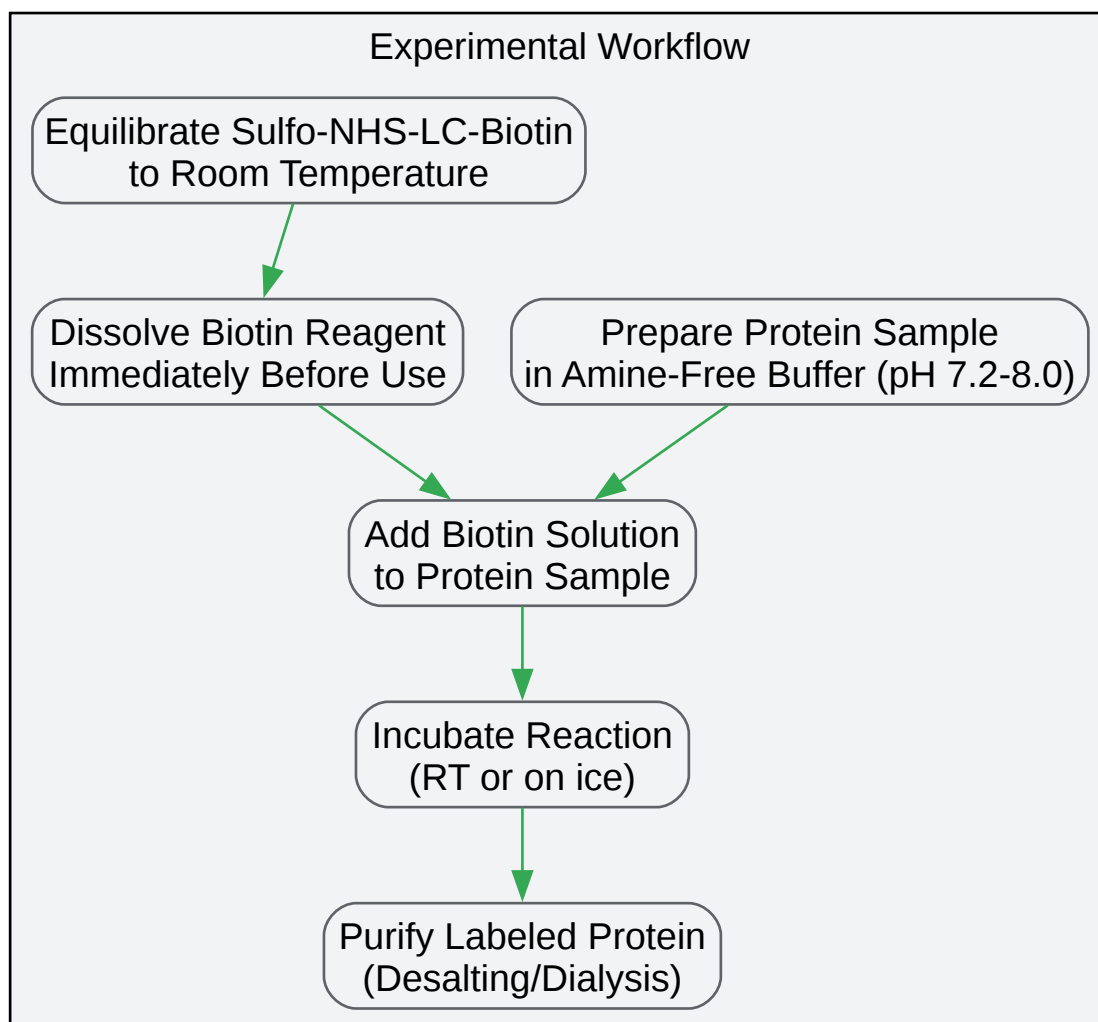 Experimental Workflow
Equilibrate Sulfo-NHS-LC-Biotin
to Room Temperature
Dissolve Biotin Reagent
Immediately Before Use
Prepare Protein Sample
in Amine-Free Buffer (pH 7.2-8.0)
Add Biotin Solution
to Protein Sample
Incubate Reaction
(RT or on ice)
Purify Labeled Protein
(Desalting/Dialysis)